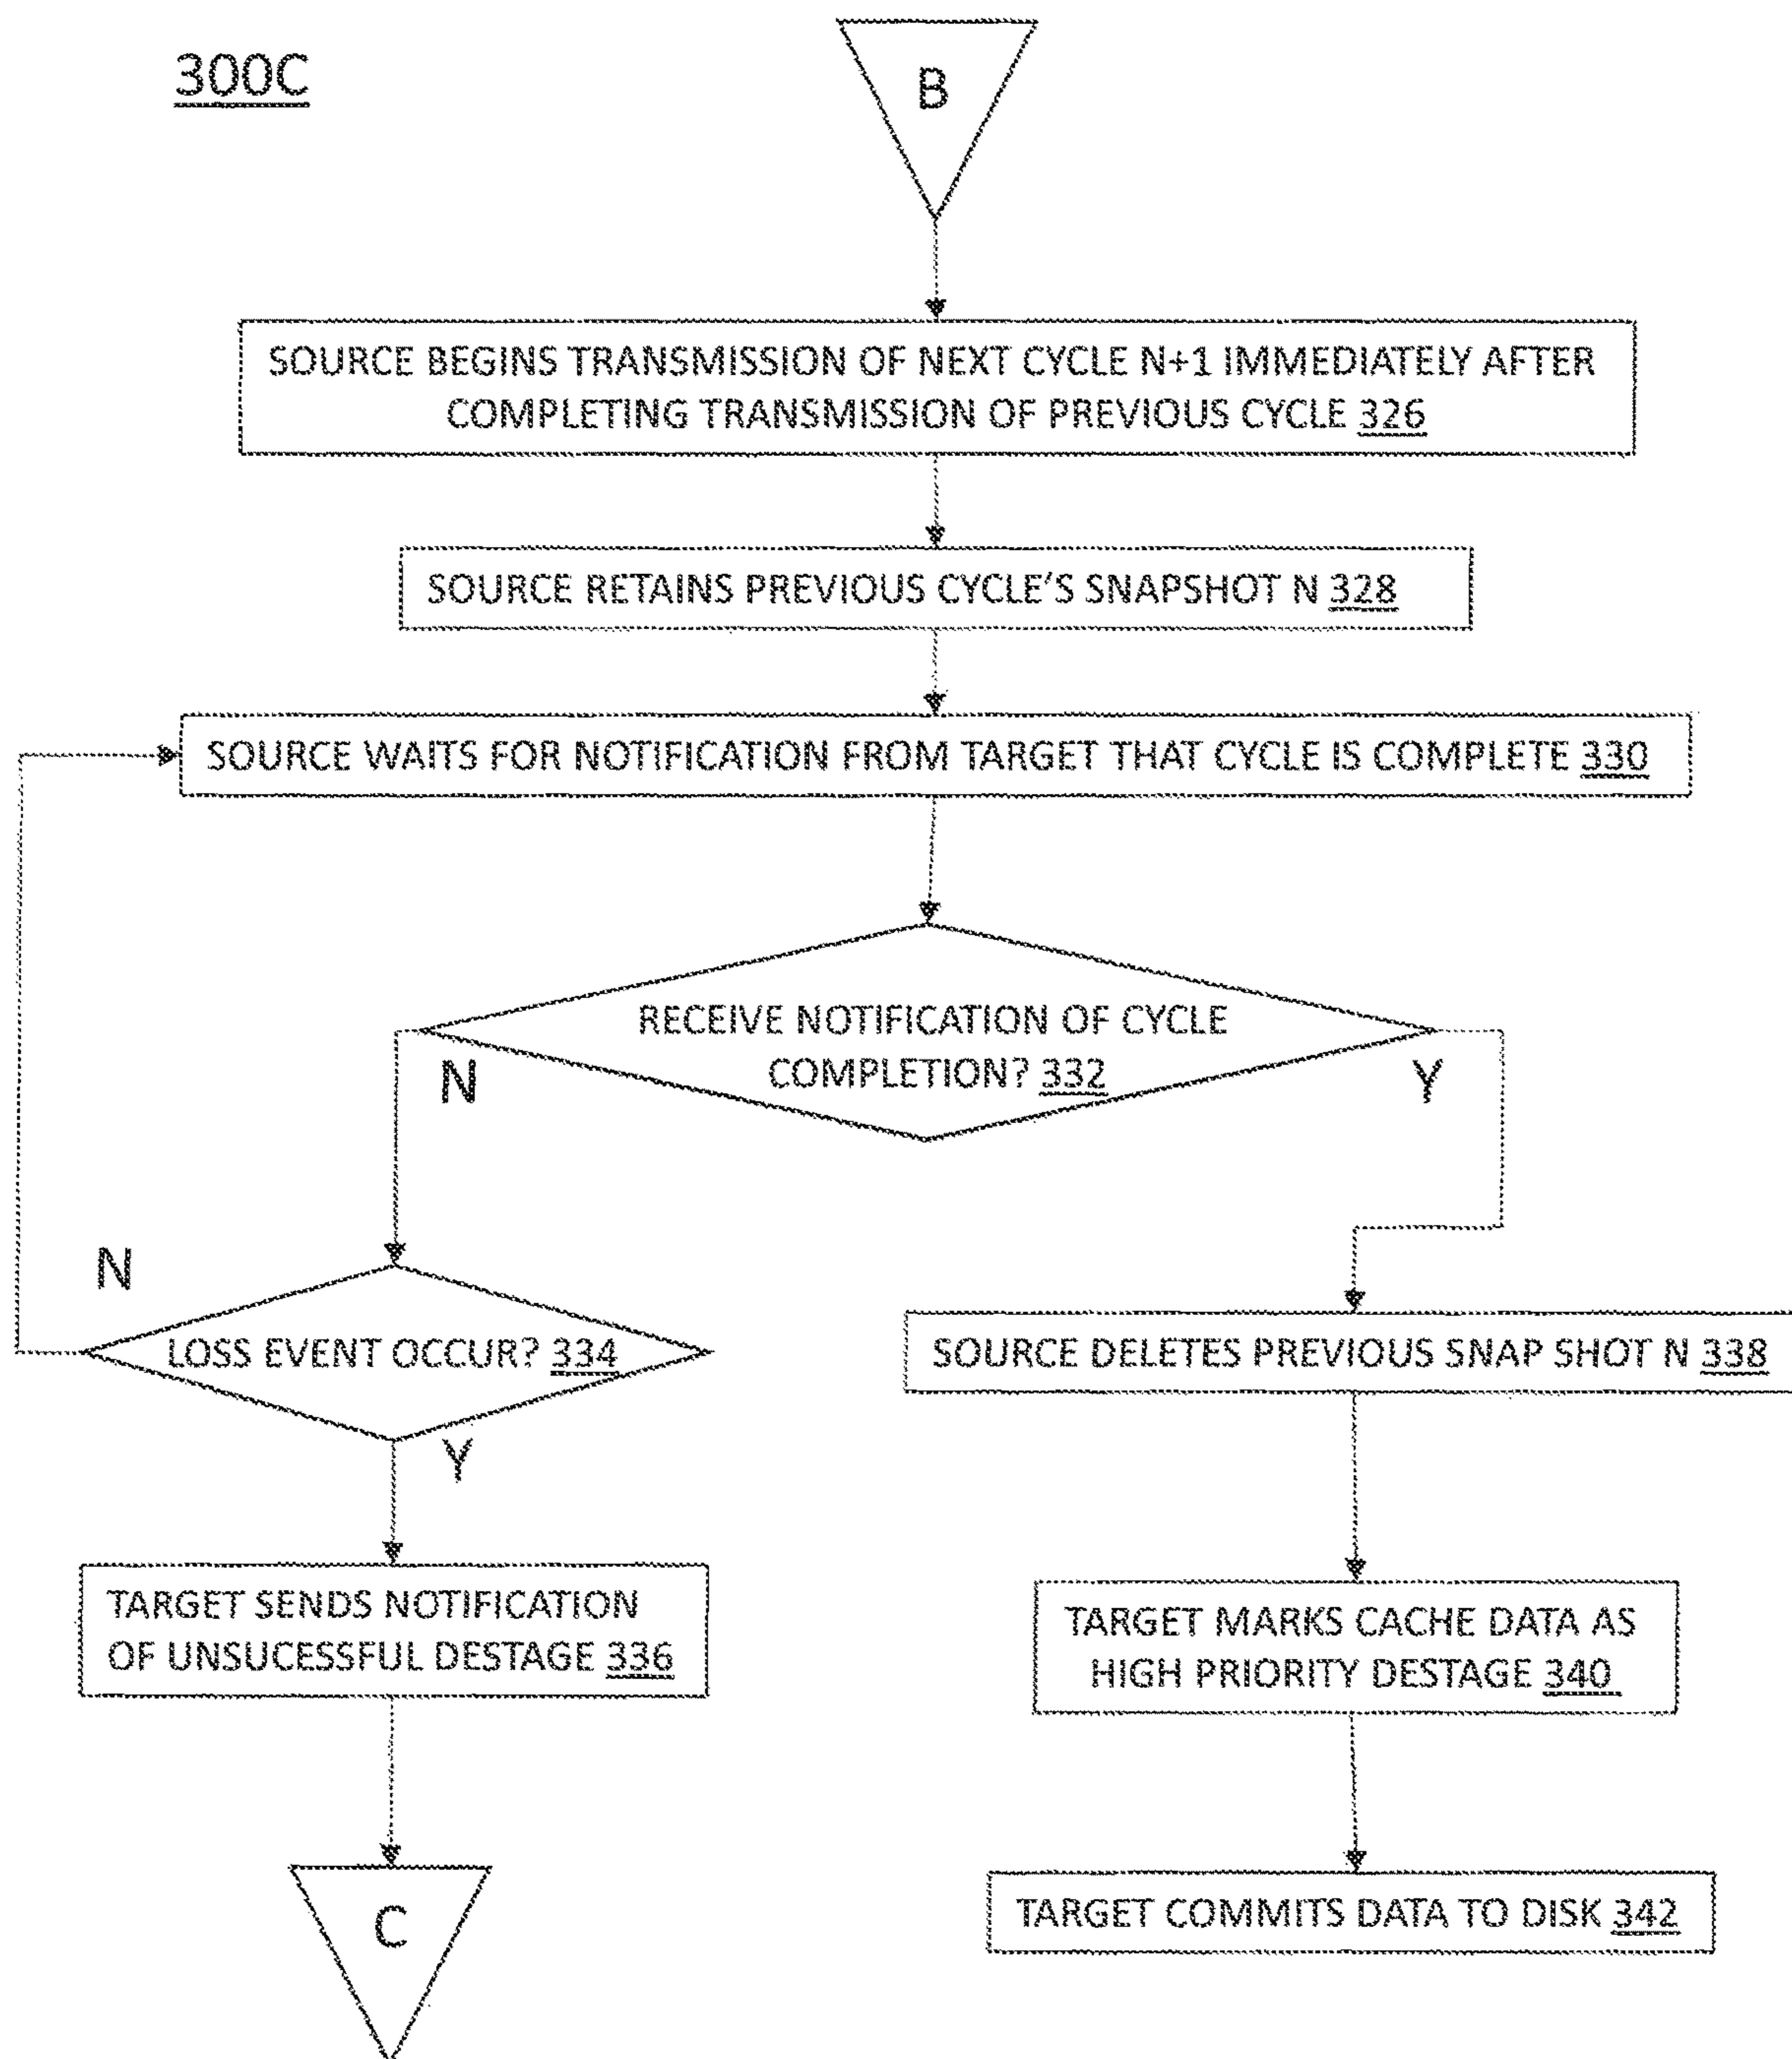 300C
B
SOURCE BEGINS TRANSMISSION OF NEXT CYCLE N+1 IMMEDIATELY AFTER
COMPLETING TRANSMISSION OF PREVIOUS CYCLE 326
SOURCE RETAINS PREVIOUS CYCLE'S SNAPSHOT N 328
SOURCE WAITS FOR NOTIFICATION FROM TARGET THAT CYCLE IS COMPLETE 330
RECEIVE NOTIFICATION OF CYCLE
COMPLETION? 332
N
Y
N
LOSS EVENT OCCUR? 334
SOURCE DELETES PREVIOUS SNAP SHOT N 338
Y
TARGET SENDS NOTIFICATION
OF UNSUCESSFUL DESTAGE 336
TARGET MARKS CACHE DATA AS
HIGH PRIORITY DESTAGE 340
C
TARGET COMMITS DATA TO DISK 342